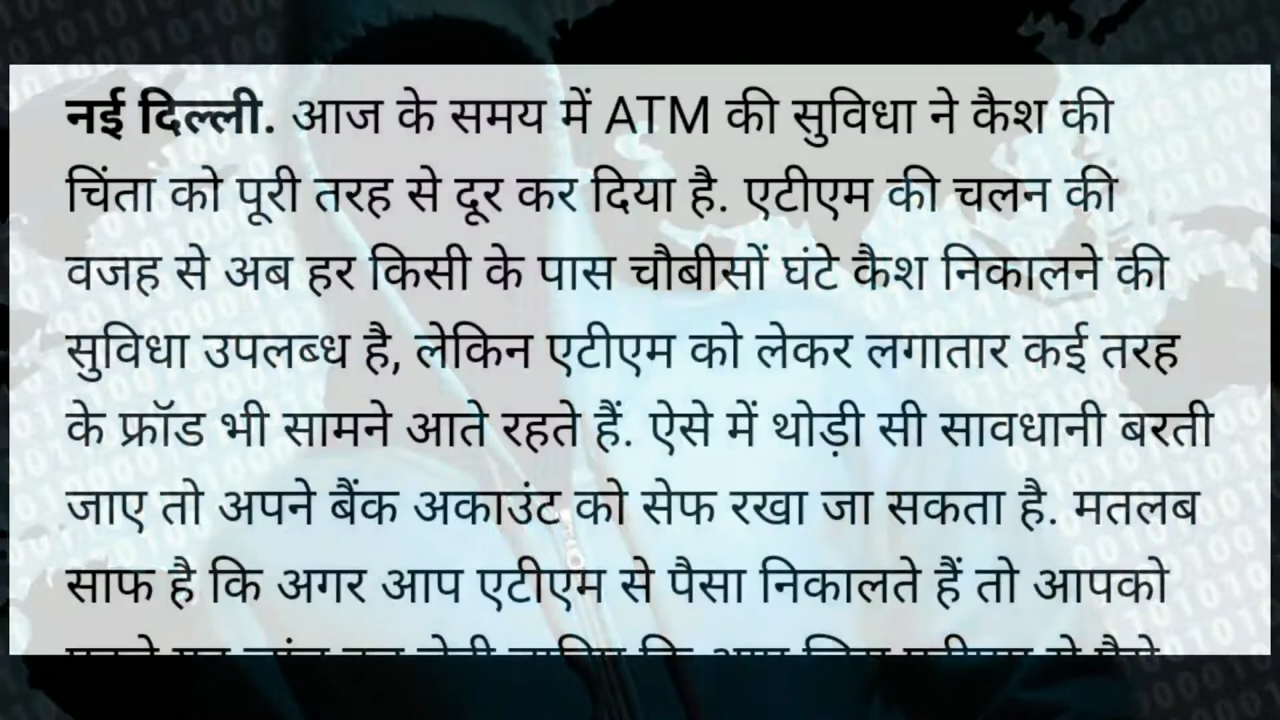 नई दिल्ली. आज के समय में ATM की सुविधा ने कैश की
चिंता को पूरी तरह से दूर कर दिया है. एटीएम की चलन की
वजह से अब हर किसी के पास चौबीसों घंटे कैश निकालने की
सुविधा उपलब्ध है, लेकिन एटीएम को लेकर लगातार कई तरह
के फ्रॉड भी सामने आते रहते हैं. ऐसे में थोड़ी सी सावधानी बरती
जाए तो अपने बैंक अकाउंट को सेफ रखा जा सकता है. मतलब
साफ है कि अगर आप एटीएम से पैसा निकालते हैं तो आपको